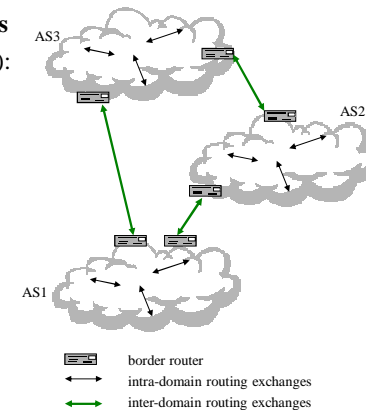 s
AS3
):
AS2
AS1
border router
intra-domain routing exchanges
inter-domain routing exchanges